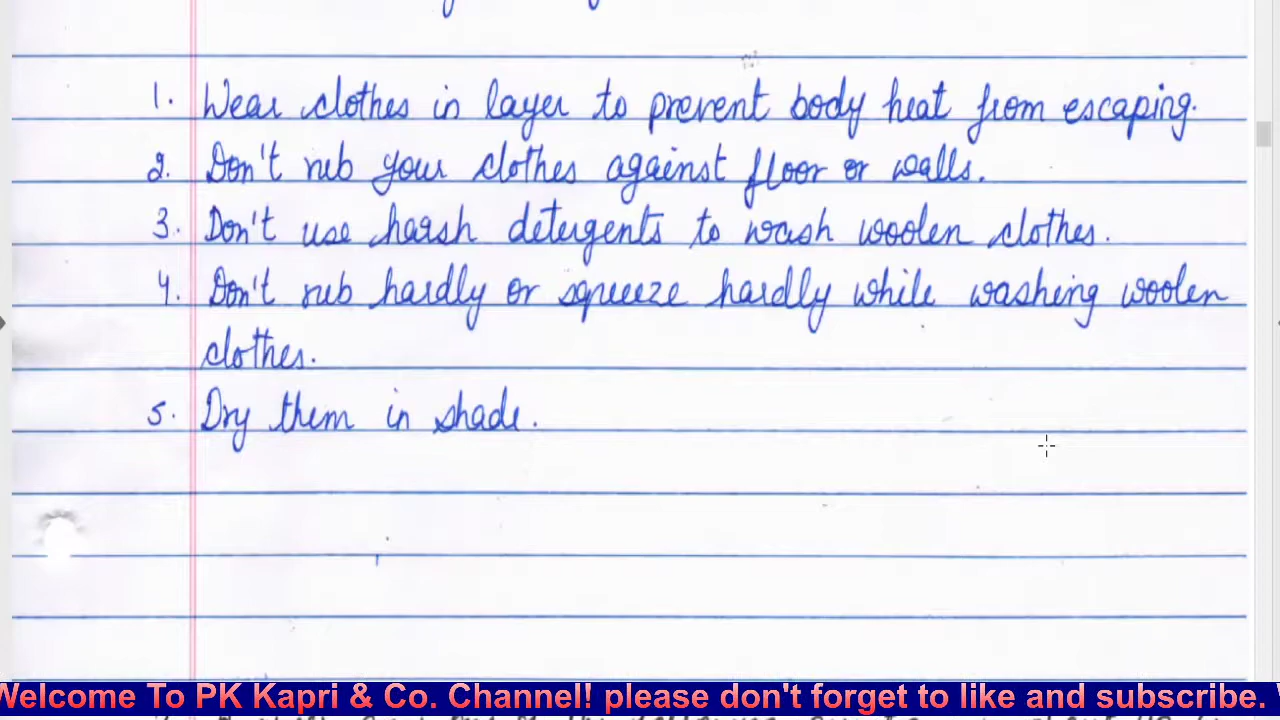 1. Wear clothes in layer to prevent body heat from escaping.
2. Don't rub your clothes against floor or walls.
3. Don't use harsh detergents to wash woolen clothes.
4. Don't rub hardly or squeeze hardly while washing woolen
clothes.
5. Dry them in shade.
Welcome To PK Kapri & Co. Channel! please don't forget to like and subscribe.